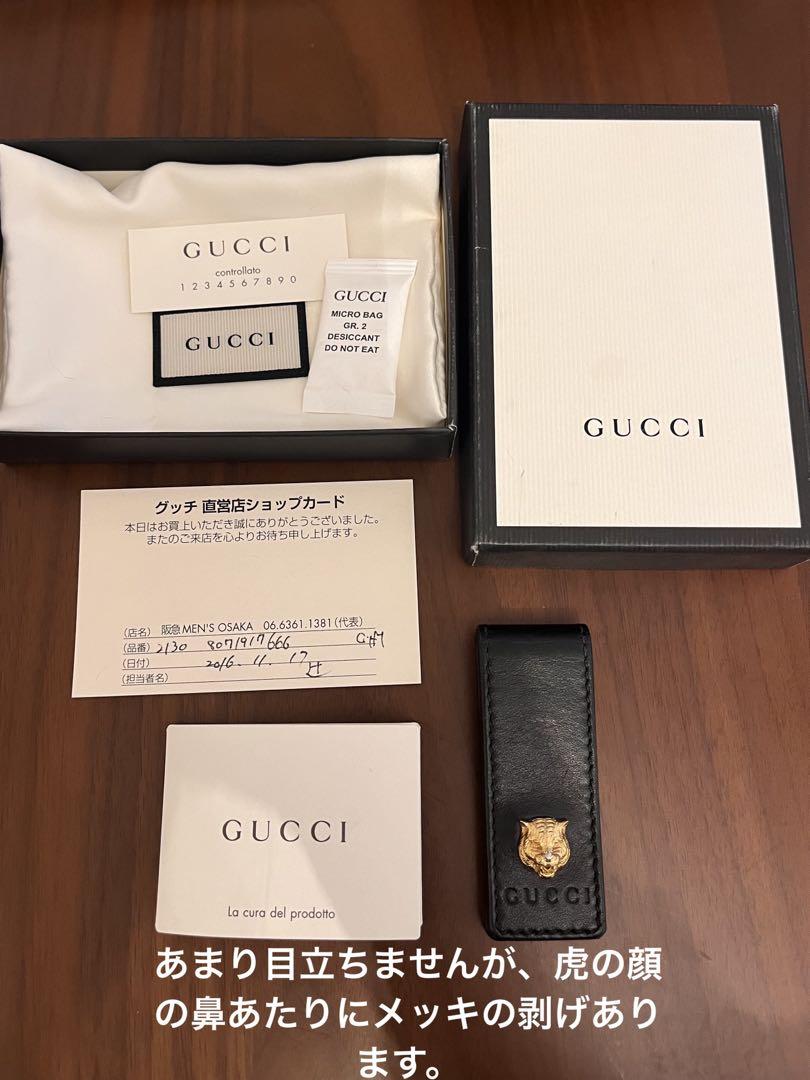 GUCCI
controllato
1 2 3 4 5 6 7 8 9 0
GUCCI
GUCCI
MICRO BAG
GR. 2
DESICCANT
DO NOT EAT
GUCCI
グッチ 直営店ショップカード
本日はお買上いただき誠にありがとうございました。
またのご来店を心よりお待ち申し上げます。
(店名) 阪急MEN'S OSAKA 06.6361.1381(代表)
(品番) 2130 8071917666
(日付) 2016. 11. 17
(担当者名)
GUCCI
La cura del prodotto
GUCCI
あまり目立ちませんが、虎の顔
の鼻あたりにメッキの剥げあり
ます。